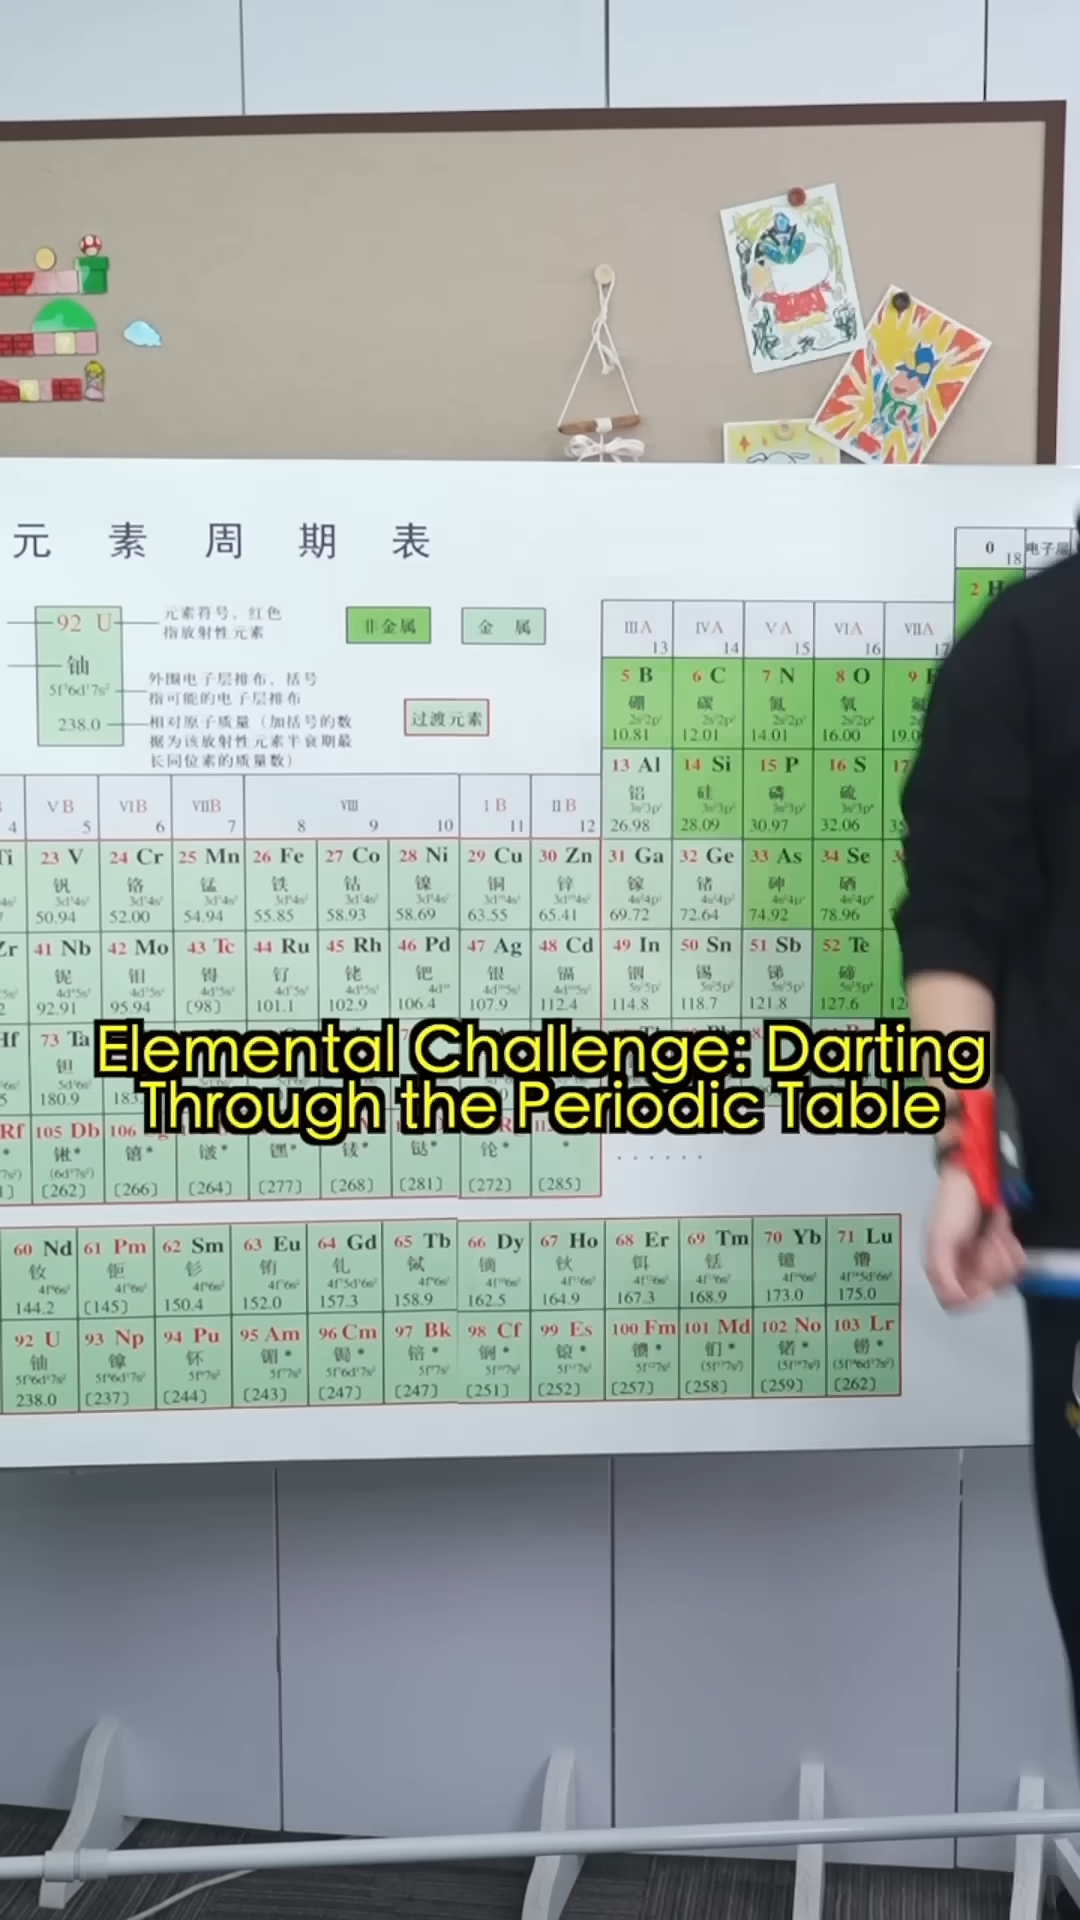 元 素 周 期 表
0
18
电子层
2 H
92 U
铀
5f³6d¹7s²
238.0
元素符号，红色
指放射性元素
外围电子层排布，括号
指可能的电子层排布
相对原子质量（加括号的数
据为该放射性元素半衰期最
长同位素的质量数）
非金属
金 属
过渡元素
ⅢA ⅣA ⅤA ⅥA ⅦA
13 14 15 16 17
5 B 6 C 7 N 8 O 9
硼 碳 氮 氧 氟
10.81 12.01 14.01 16.00 19.0
13 Al 14 Si 15 P 16 S 17
铝 硅 磷 硫
26.98 28.09 30.97 32.06
ⅤB ⅥB ⅦB Ⅷ ⅠB ⅡB
4 5 6 7 8 9 10 11 12
Ti 23 V 24 Cr 25 Mn 26 Fe 27 Co 28 Ni 29 Cu 30 Zn 31 Ga 32 Ge 33 As 34 Se
钒 铬 锰 铁 钴 镍 铜 锌 镓 锗 砷 硒
50.94 52.00 54.94 55.85 58.93 58.69 63.55 65.41 69.72 72.64 74.92 78.96
Zr 41 Nb 42 Mo 43 Tc 44 Ru 45 Rh 46 Pd 47 Ag 48 Cd 49 In 50 Sn 51 Sb 52 Te
铌 钼 锝 钌 铑 钯 银 镉 铟 锡 锑 碲
92.91 95.94 〔98〕 101.1 102.9 106.4 107.9 112.4 114.8 118.7 121.8 127.6
Hf 73 Ta
钽
180.9 183.
Elemental Challenge: Darting
Through the Periodic Table
Rf 105 Db 106
𬭊* 𬭳* 𬭛* 𬭶* 鿏* 𫟼* 𬬭* *
〔262〕 〔266〕 〔264〕 〔277〕 〔268〕 〔281〕 〔272〕 〔285〕
······
60 Nd 61 Pm 62 Sm 63 Eu 64 Gd 65 Tb 66 Dy 67 Ho 68 Er 69 Tm 70 Yb 71 Lu
钕 钷 钐 铕 钆 铽 镝 钬 铒 铥 镱 镥
144.2 〔145〕 150.4 152.0 157.3 158.9 162.5 164.9 167.3 168.9 173.0 175.0
92 U 93 Np 94 Pu 95 Am 96 Cm 97 Bk 98 Cf 99 Es 100 Fm 101 Md 102 No 103 Lr
铀 镎 钚 镅* 锔* 锫* 锎* 锿* 镄* 钔* 锘* 铹*
238.0 〔237〕 〔244〕 〔243〕 〔247〕 〔247〕 〔251〕 〔252〕 〔257〕 〔258〕 〔259〕 〔262〕